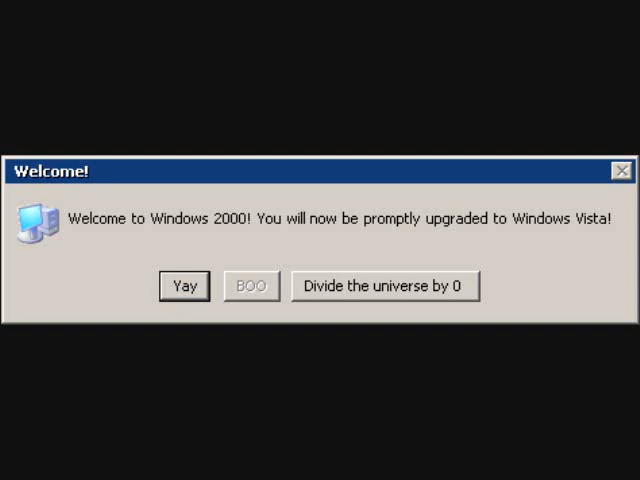 Welcome!
Welcome to Windows 2000! You will now be promptly upgraded to Windows Vista!
Yay BOO Divide the universe by 0